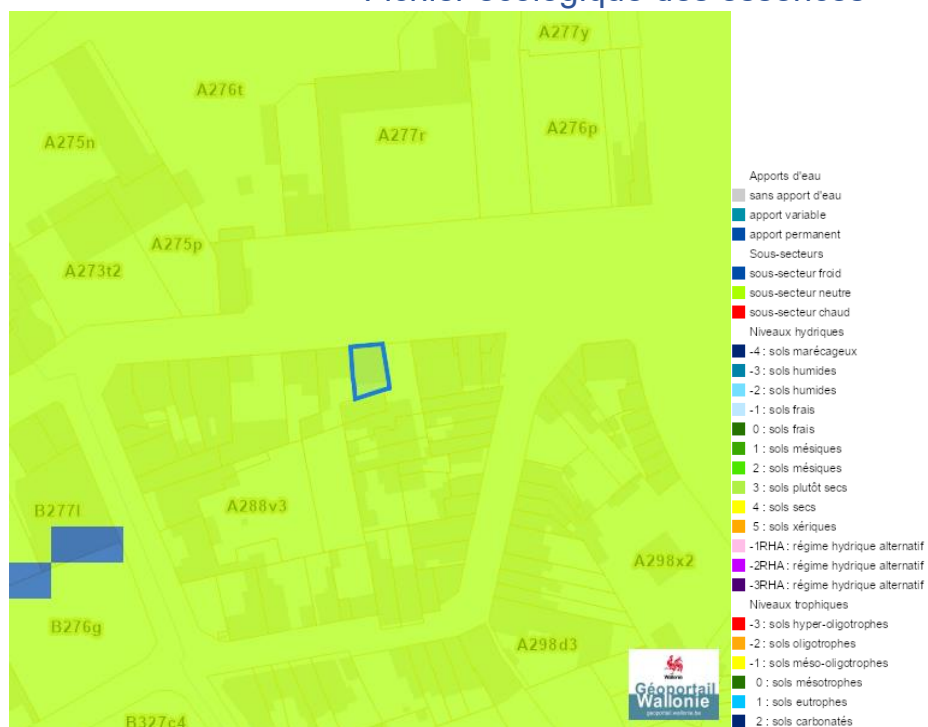 Fichier écologique des essences
A277y
A276t
A275n
A277r
A276p
A275p
A273t2
B277l
A288v3
A298x2
B276g
A298d3
B327c4
Apports d'eau
sans apport d'eau
apport variable
apport permanent
Sous-secteurs
sous-secteur froid
sous-secteur neutre
sous-secteur chaud
Niveaux hydriques
-4 : sols marécageux
-3 : sols humides
-2 : sols humides
-1 : sols frais
0 : sols frais
1 : sols mésiques
2 : sols mésiques
3 : sols plutôt secs
4 : sols secs
5 : sols xériques
-1RHA : régime hydrique alternatif
-2RHA : régime hydrique alternatif
-3RHA : régime hydrique alternatif
Niveaux trophiques
-3 : sols hyper-oligotrophes
-2 : sols oligotrophes
-1 : sols méso-oligotrophes
0 : sols mésotrophes
1 : sols eutrophes
2 : sols carbonatés
Wallonie
Géoportail
Wallonie
geoportail.wallonie.be